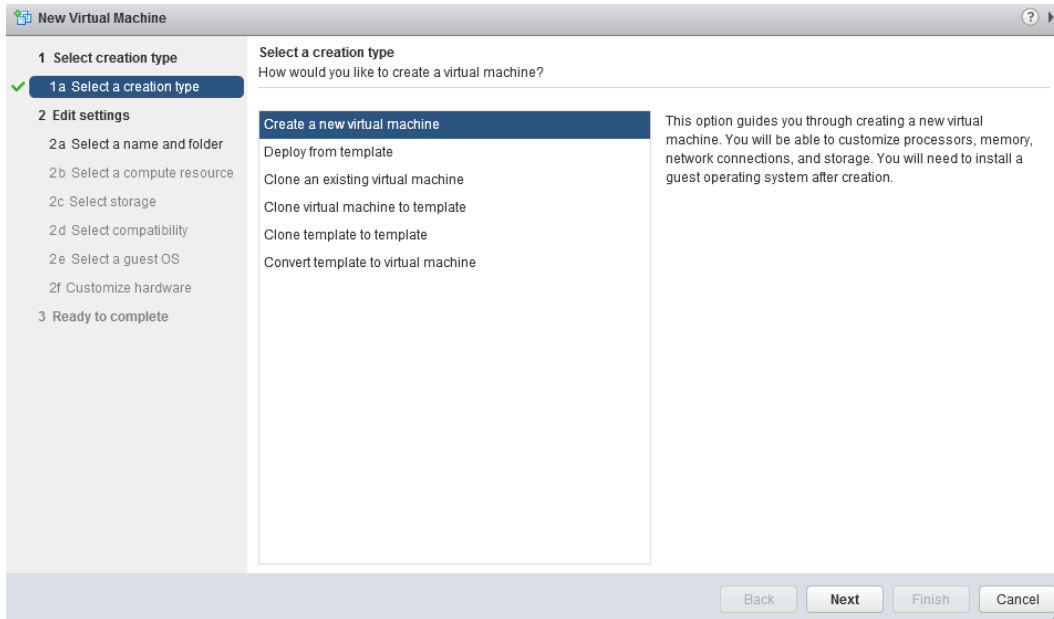 New Virtual Machine
?
1 Select creation type
1a Select a creation type
2 Edit settings
2a Select a name and folder
2b Select a compute resource
2c Select storage
2d Select compatibility
2e Select a guest OS
2f Customize hardware
3 Ready to complete
Select a creation type
How would you like to create a virtual machine?
Create a new virtual machine
Deploy from template
Clone an existing virtual machine
Clone virtual machine to template
Clone template to template
Convert template to virtual machine
This option guides you through creating a new virtual
machine. You will be able to customize processors, memory,
network connections, and storage. You will need to install a
guest operating system after creation.
Back
Next
Finish
Cancel